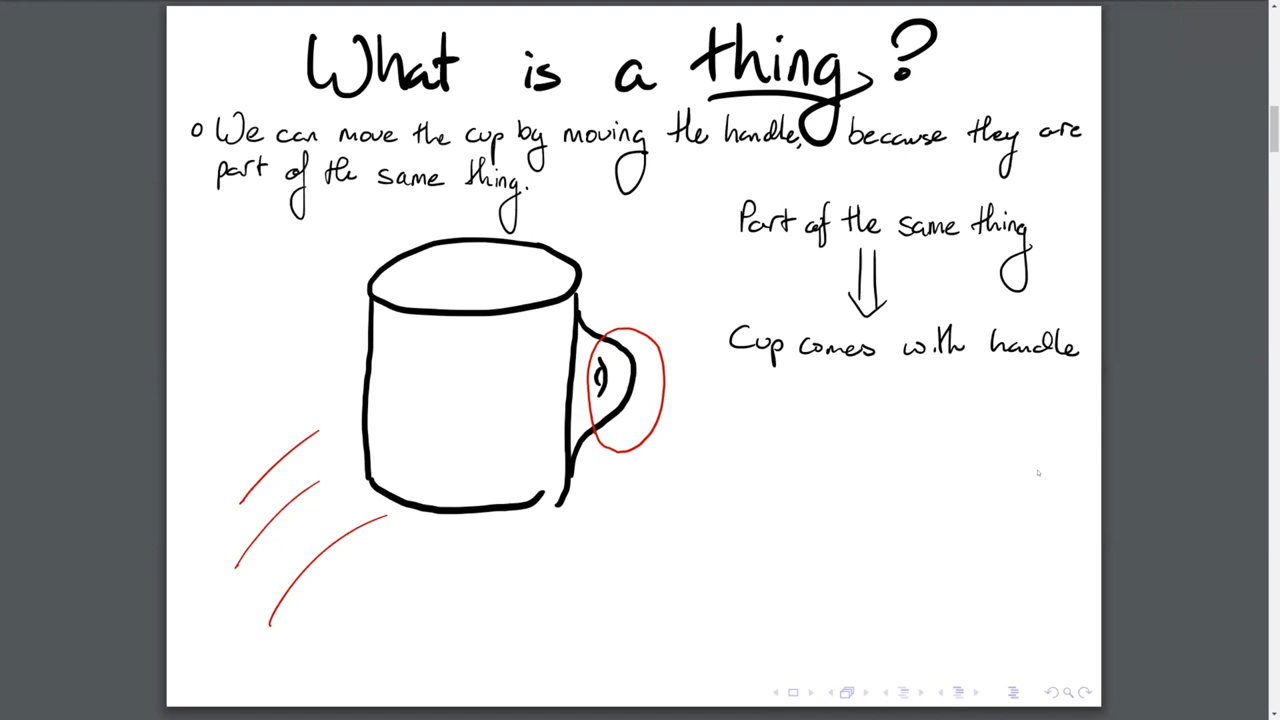 What is a thing?
o We can move the cup by moving the handle, because they are
part of the same thing.
Part of the same thing
Cup comes with handle